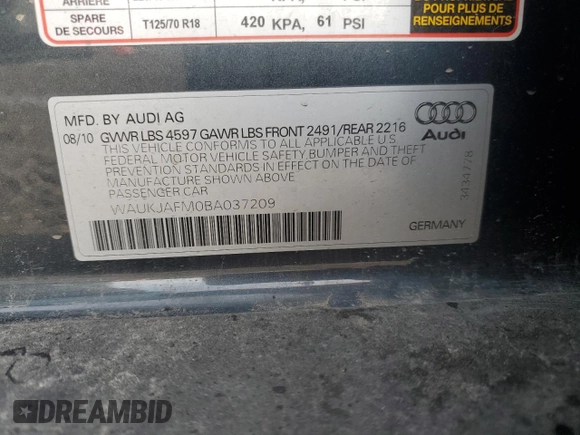 ARRIÈRE
SPARE
DE SECOURS
T125/70 R18
420 KPA, 61 PSI
POUR PLUS DE
RENSEIGNEMENTS
MFD. BY AUDI AG
08/10 GVWR LBS 4597 GAWR LBS FRONT 2491/REAR 2216
THIS VEHICLE CONFORMS TO ALL APPLICABLE U.S
FEDERAL MOTOR VEHICLE SAFETY BUMPER AND THEFT
PREVENTION STANDARDS IN EFFECT ON THE DATE OF
MANUFACTURE SHOWN ABOVE.
PASSENGER CAR
WAUKJAFM0BA037209
Audi
3434778
GERMANY
DREAMBID